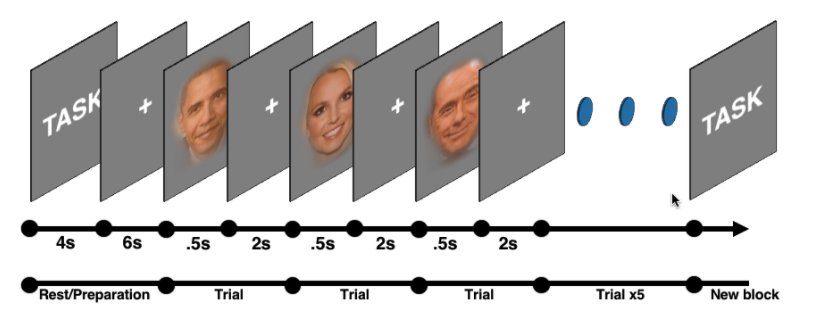 TASK + + + + TASK
4s 6s .5s 2s .5s 2s .5s 2s
Rest/Preparation Trial Trial Trial Trial x5 New block